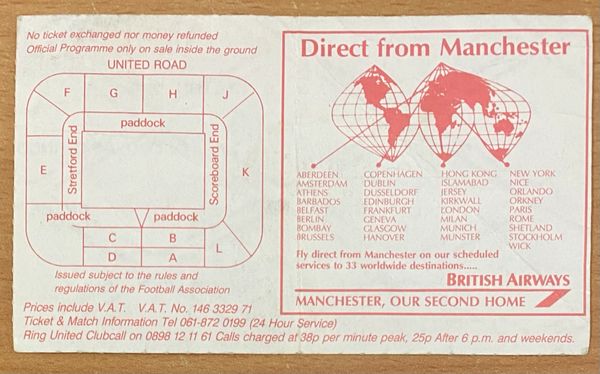 No ticket exchanged nor money refunded
Official Programme only on sale inside the ground
UNITED ROAD
F
G
H
J
paddock
Stretford End
Scoreboard End
E
K
paddock
paddock
C
B
D
A
L
Issued subject to the rules and
regulations of the Football Association
Direct from Manchester
ABERDEEN
AMSTERDAM
ATHENS
BARBADOS
BELFAST
BERLIN
BOMBAY
BRUSSELS
COPENHAGEN
DUBLIN
DUSSELDORF
EDINBURGH
FRANKFURT
GENEVA
GLASGOW
HANOVER
HONG KONG
ISLAMABAD
JERSEY
KIRKWALL
LONDON
MILAN
MUNICH
MUNSTER
NEW YORK
NICE
ORLANDO
ORKNEY
PARIS
ROME
SHETLAND
STOCKHOLM
WICK
Fly direct from Manchester on our scheduled
services to 33 worldwide destinations.....
BRITISH AIRWAYS
MANCHESTER, OUR SECOND HOME
Prices include V.A.T. V.A.T. No. 146 3329 71
Ticket & Match Information Tel 061-872 0199 (24 Hour Service)
Ring United Clubcall on 0898 12 11 61 Calls charged at 38p per minute peak, 25p After 6 p.m. and weekends.